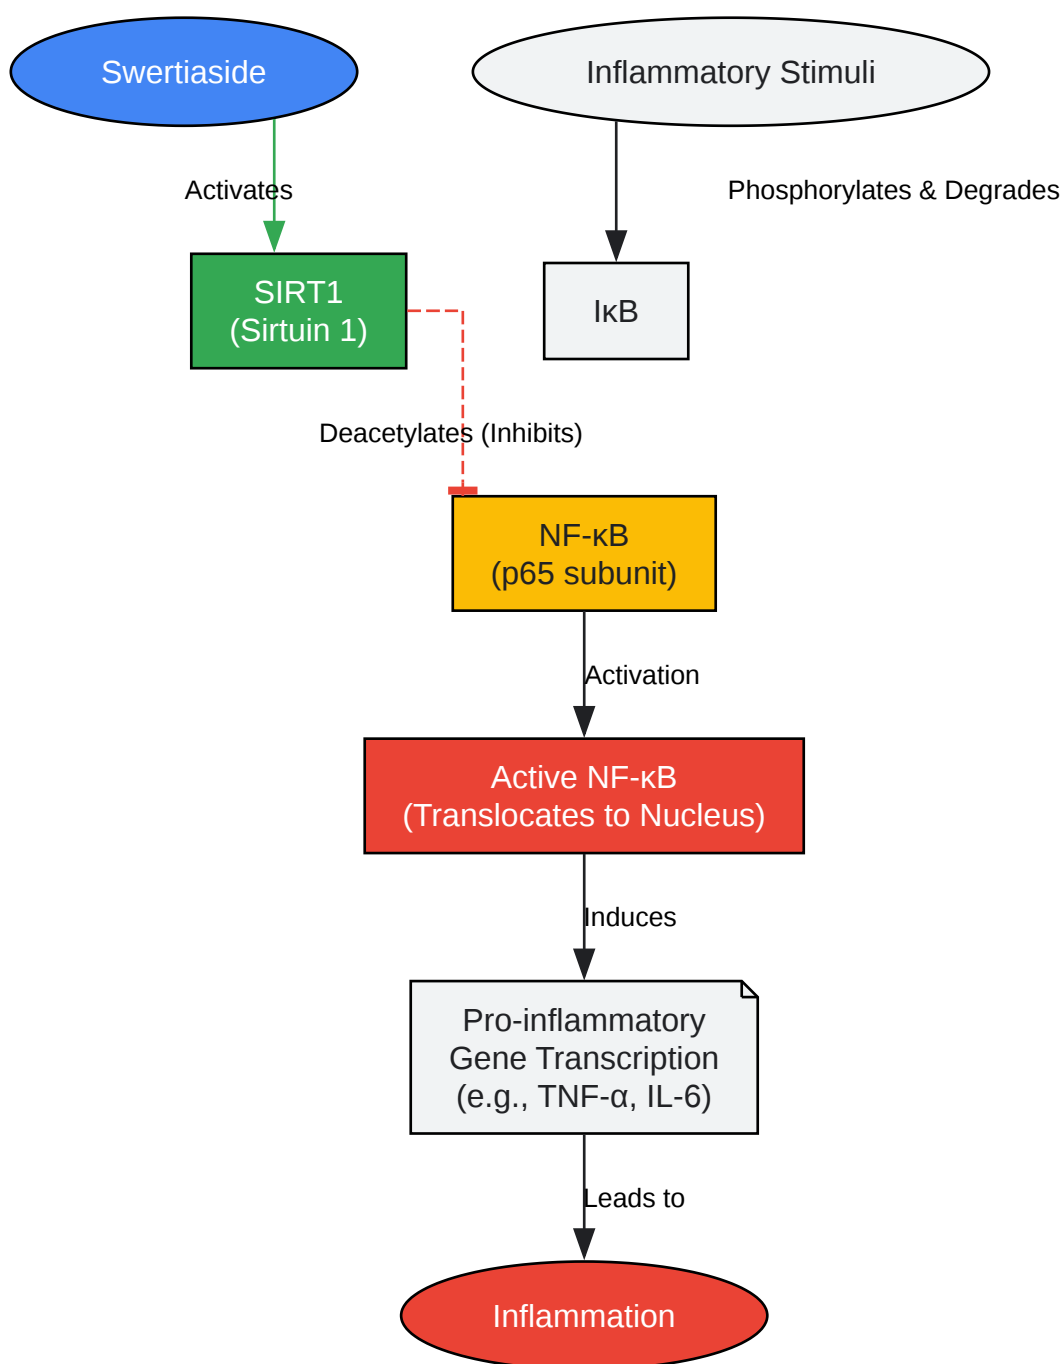 Swertiaside
Inflammatory Stimuli
Activates
Phosphorylates & Degrades
SIRT1
(Sirtuin 1)
IκB
Deacetylates (Inhibits)
NF-κB
(p65 subunit)
Activation
Active NF-κB
(Translocates to Nucleus)
Induces
Pro-inflammatory
Gene Transcription
(e.g., TNF-α, IL-6)
Leads to
Inflammation